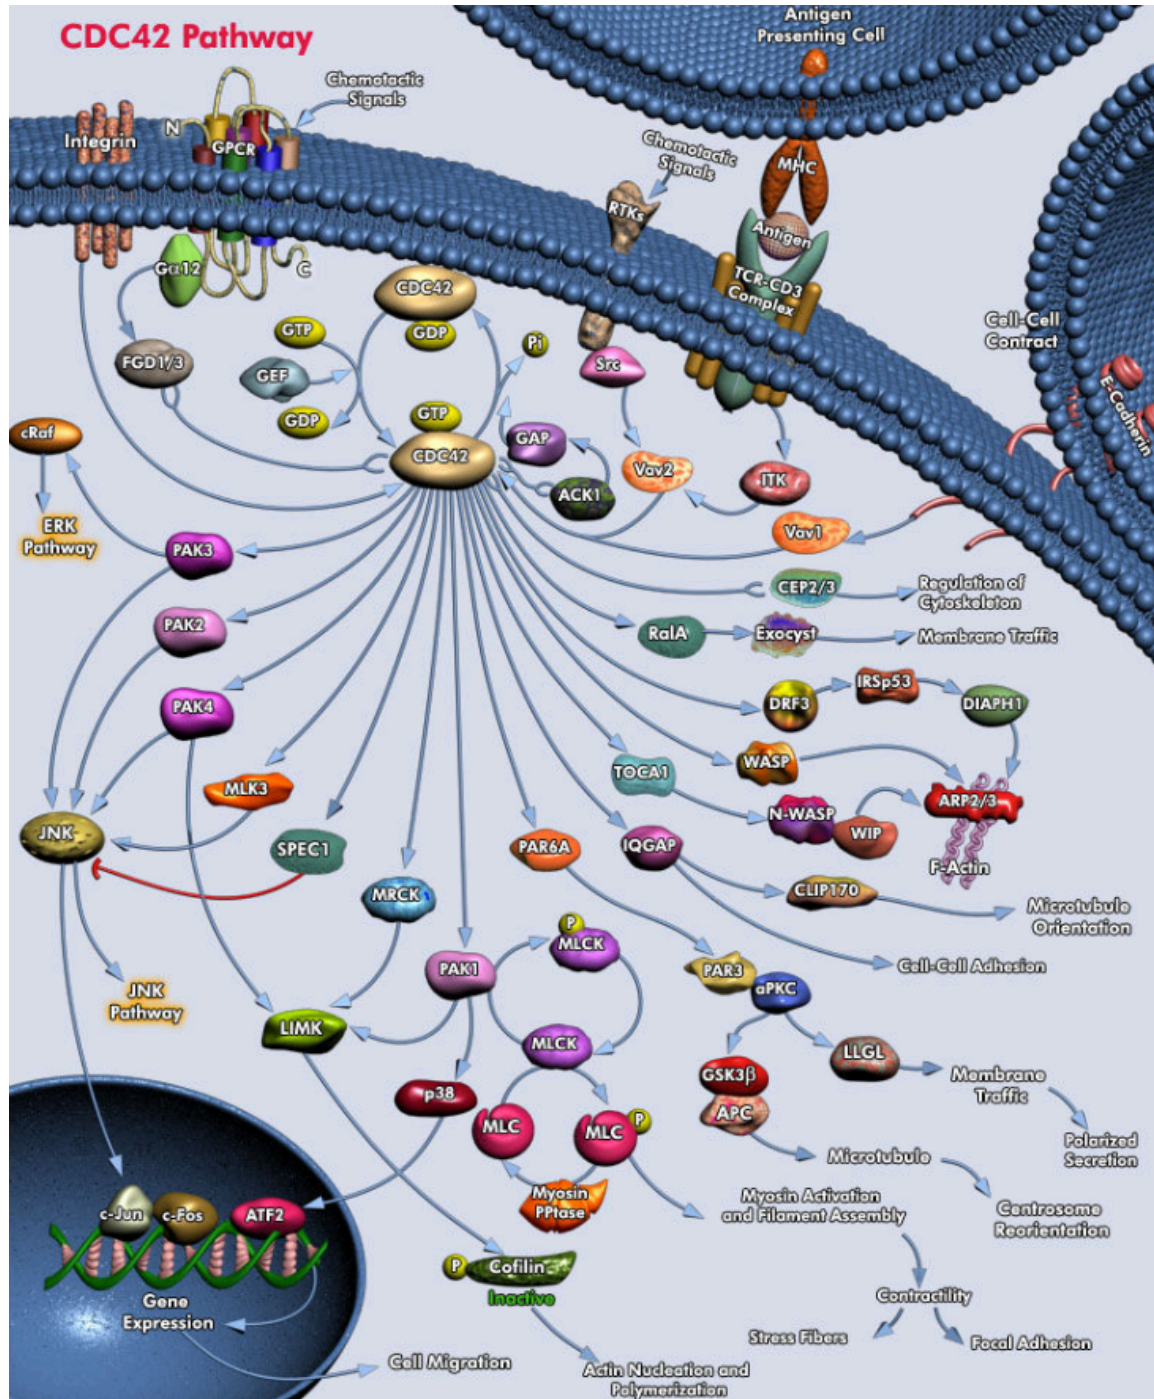 CDC42 Pathway
Antigen
Presenting Cell
Chemotactic
Signals
Integrin
N
GPCR
C
Chemotactic
Signals
MHC
RTKs
Antigen
TCR-CD3
Complex
Gα12
CDC42
GDP
GTP
Pi
Cell-Cell
Contract
FGD1/3
GEF
Src
E-Cadherin
GDP
GTP
cRaf
CDC42
GAP
Vav2
ITK
ACK1
ERK
Pathway
PAK3
Vav1
CEP2/3
Regulation of
Cytoskeleton
PAK2
RalA
Exocyst
Membrane Traffic
PAK4
DRF3
IRSp53
DIAPH1
MLK3
TOCA1
WASP
ARP2/3
N-WASP
WIP
F-Actin
JNK
SPEC1
PAR6A
IQGAP
MRCK
CLIP170
Microtubule
Orientation
P
MLCK
PAK1
PAR3
aPKC
Cell-Cell Adhesion
JNK
Pathway
LIMK
MLCK
LLGL
GSK3β
APC
Membrane
Traffic
p38
MLC
MLC
P
Polarized
Secretion
Microtubule
Myosin
PPtase
Myosin Activation
and Filament Assembly
Centrosome
Reorientation
c-Jun
c-Fos
ATF2
P
Cofilin
Inactive
Gene
Expression
Contractility
Stress Fibers
Focal Adhesion
Cell Migration
Actin Nucleation and
Polymerization